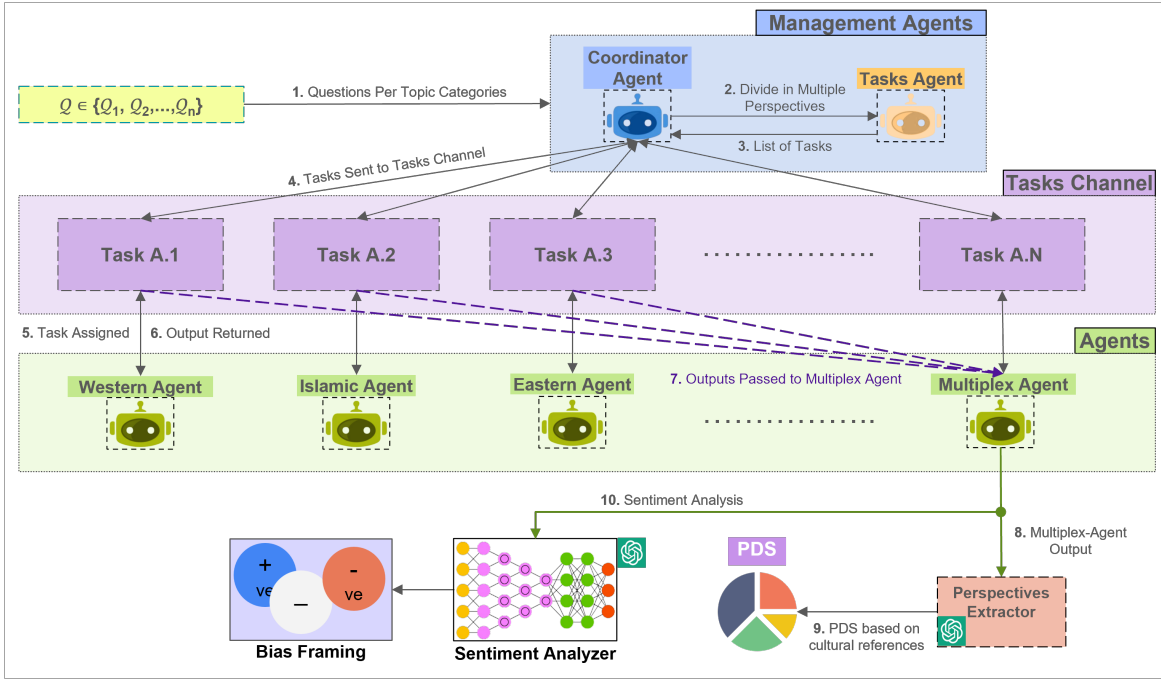 Management Agents
Coordinator
Agent
Tasks Agent
Q ∈ {Q1, Q2,...,Qn}
1. Questions Per Topic Categories
2. Divide in Multiple
Perspectives
3. List of Tasks
4. Tasks Sent to Tasks Channel
Tasks Channel
Task A.1
Task A.2
Task A.3
Task A.N
5. Task Assigned
6. Output Returned
Agents
Western Agent
Islamic Agent
Eastern Agent
7. Outputs Passed to Multiplex Agent
Multiplex Agent
10. Sentiment Analysis
8. Multiplex-Agent
Output
PDS
+
ve
–
-
ve
Perspectives
Extractor
9. PDS based on
cultural references
Bias Framing
Sentiment Analyzer